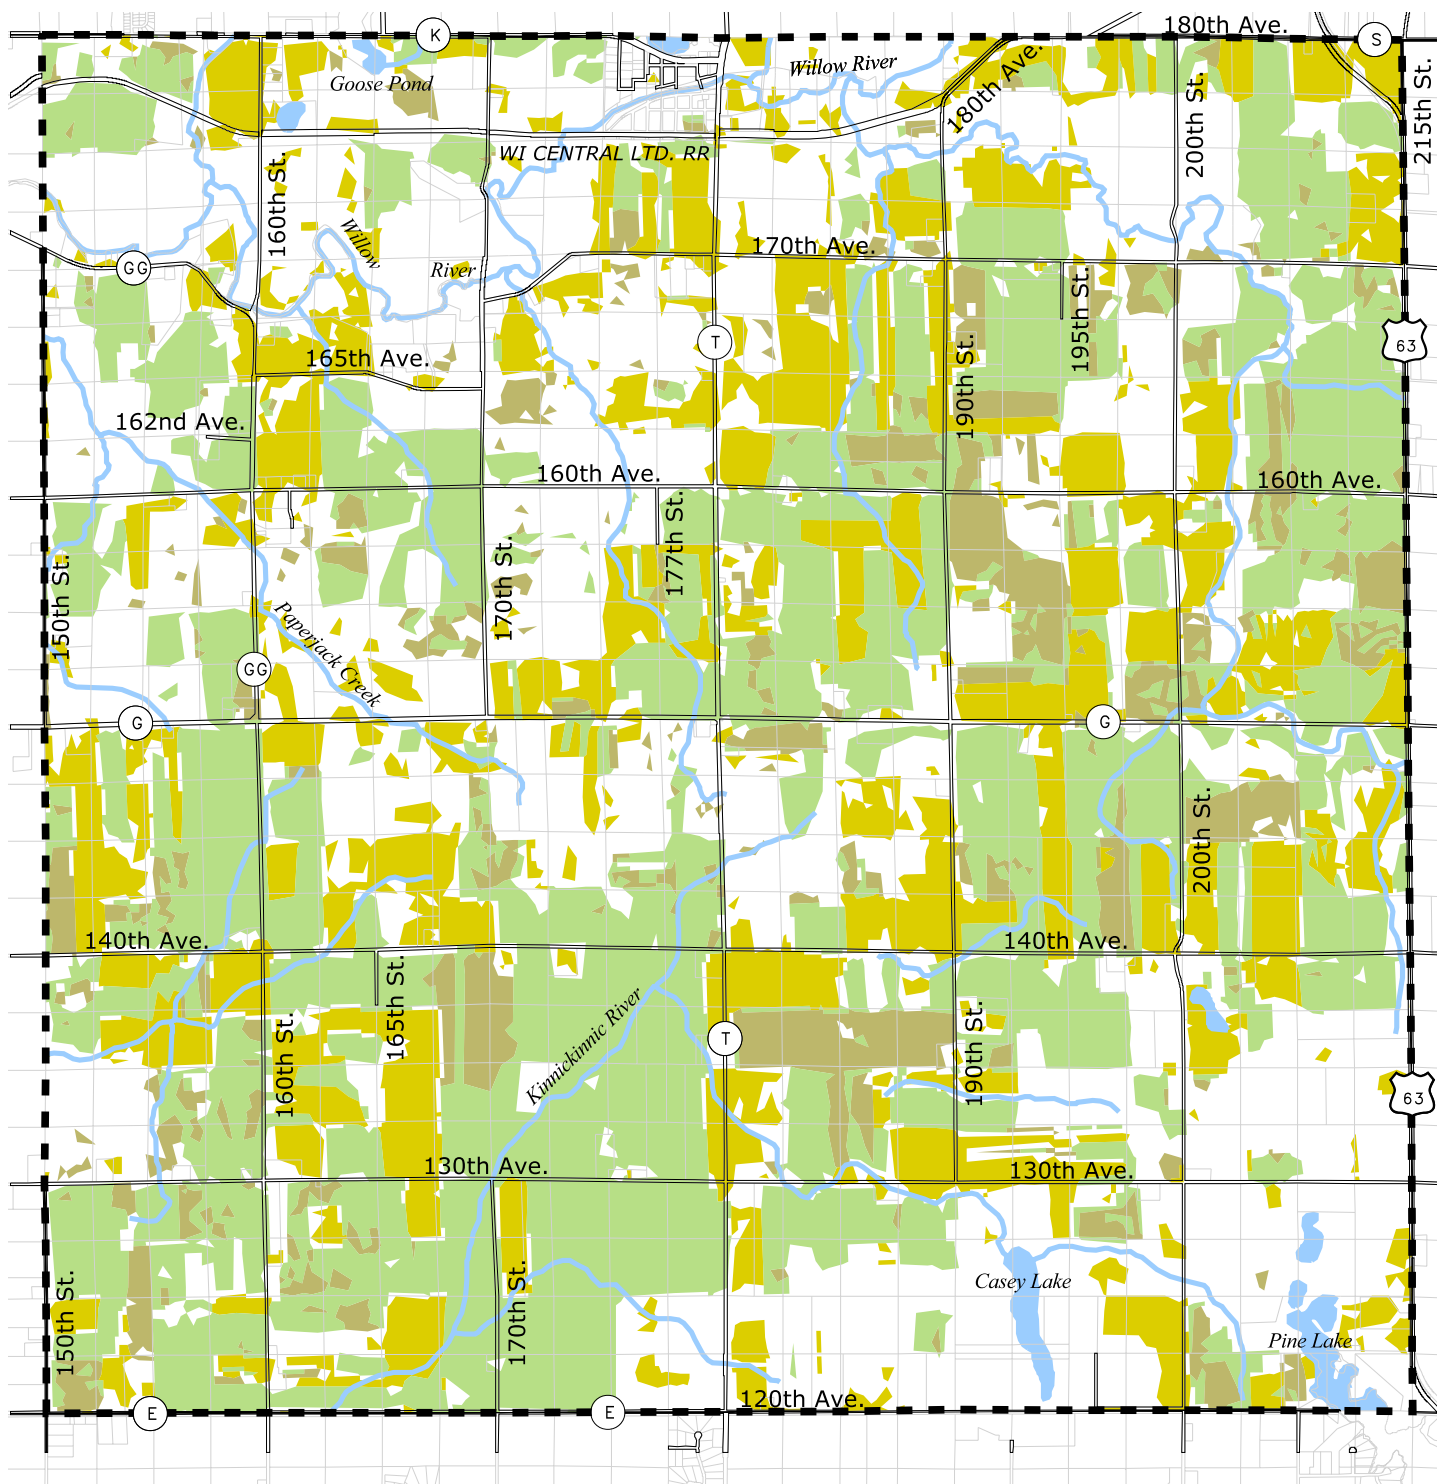 180th Ave.
K
S
Willow River
Goose Pond
180th Ave.
200th St.
215th St.
WI CENTRAL LTD. RR
160th St.
Willow
River
170th Ave.
GG
195th St.
T
63
165th Ave.
190th St.
162nd Ave.
160th Ave.
160th Ave.
177th St.
170th St.
150th St.
Paperjack Creek
GG
G
G
200th St.
140th Ave.
140th Ave.
165th St.
Kinnickinnic River
160th St.
T
190th St.
63
130th Ave.
130th Ave.
150th St.
170th St.
Casey Lake
Pine Lake
120th Ave.
E
E